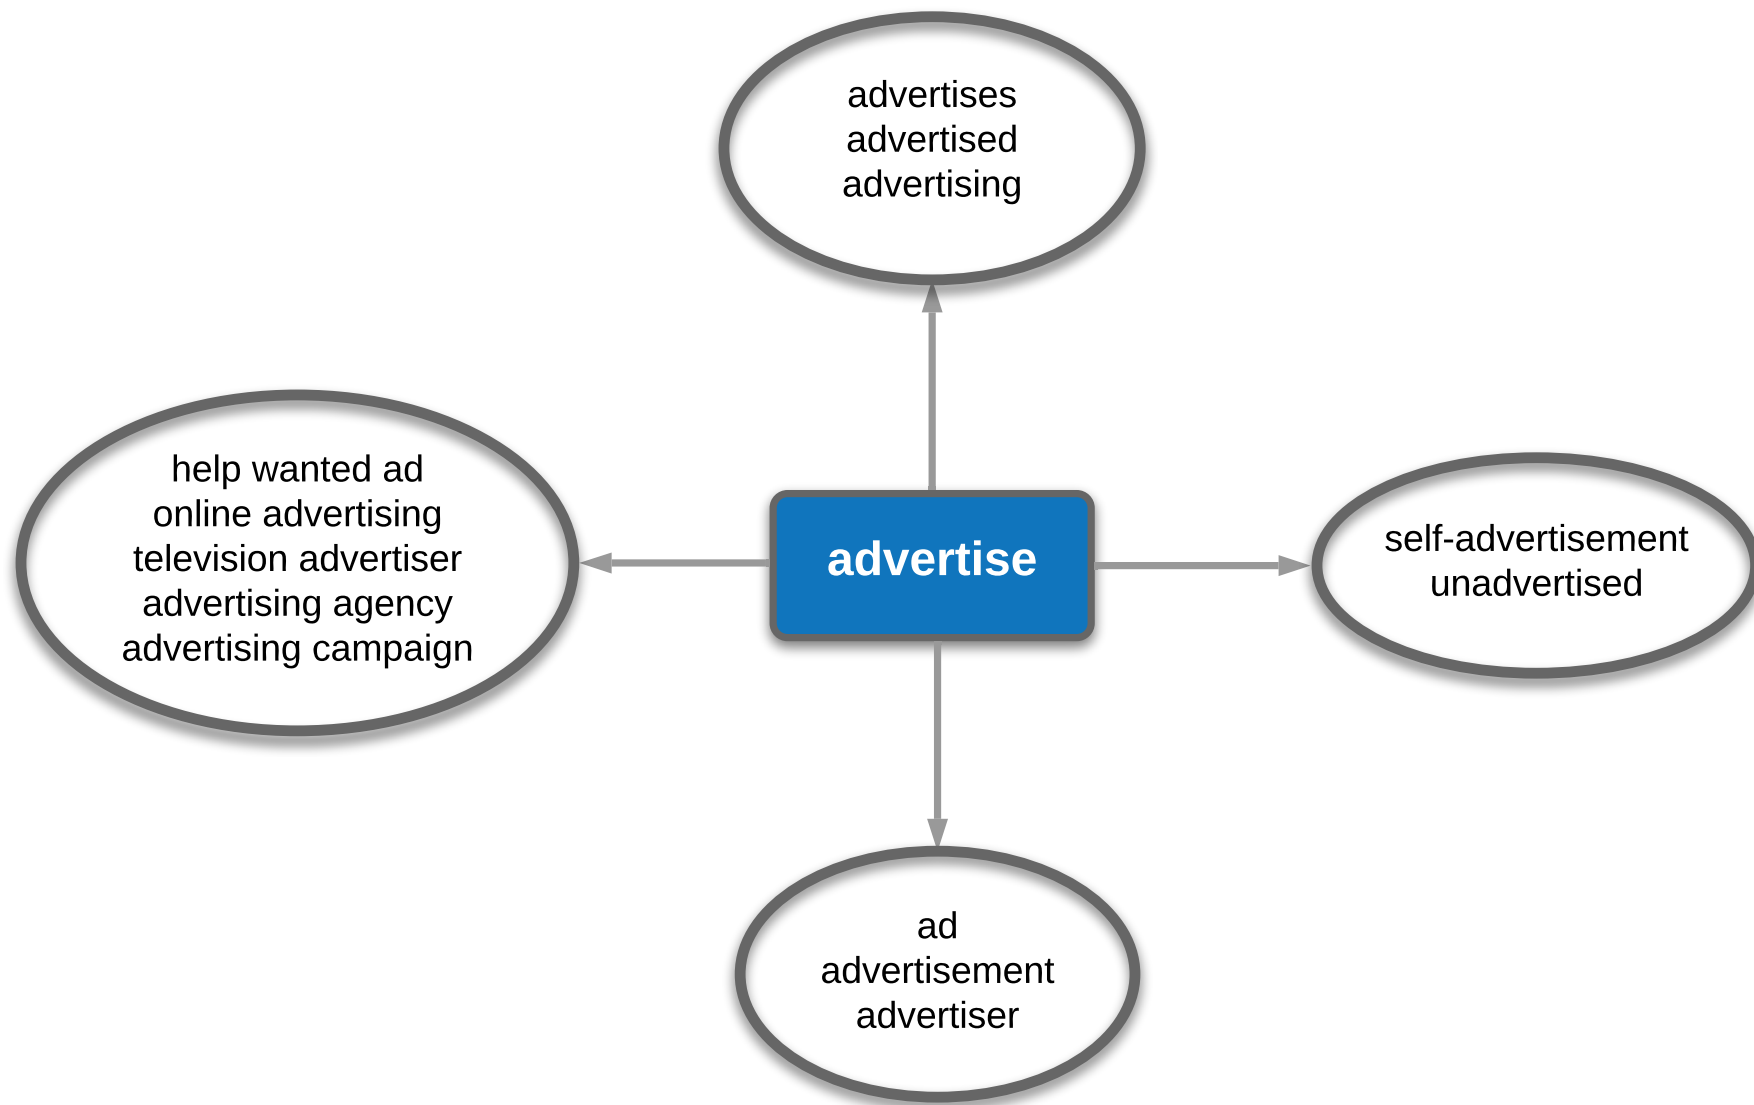 advertises
advertised
advertising
help wanted ad
online advertising
television advertiser
advertising agency
advertising campaign
advertise
self-advertisement
unadvertised
ad
advertisement
advertiser